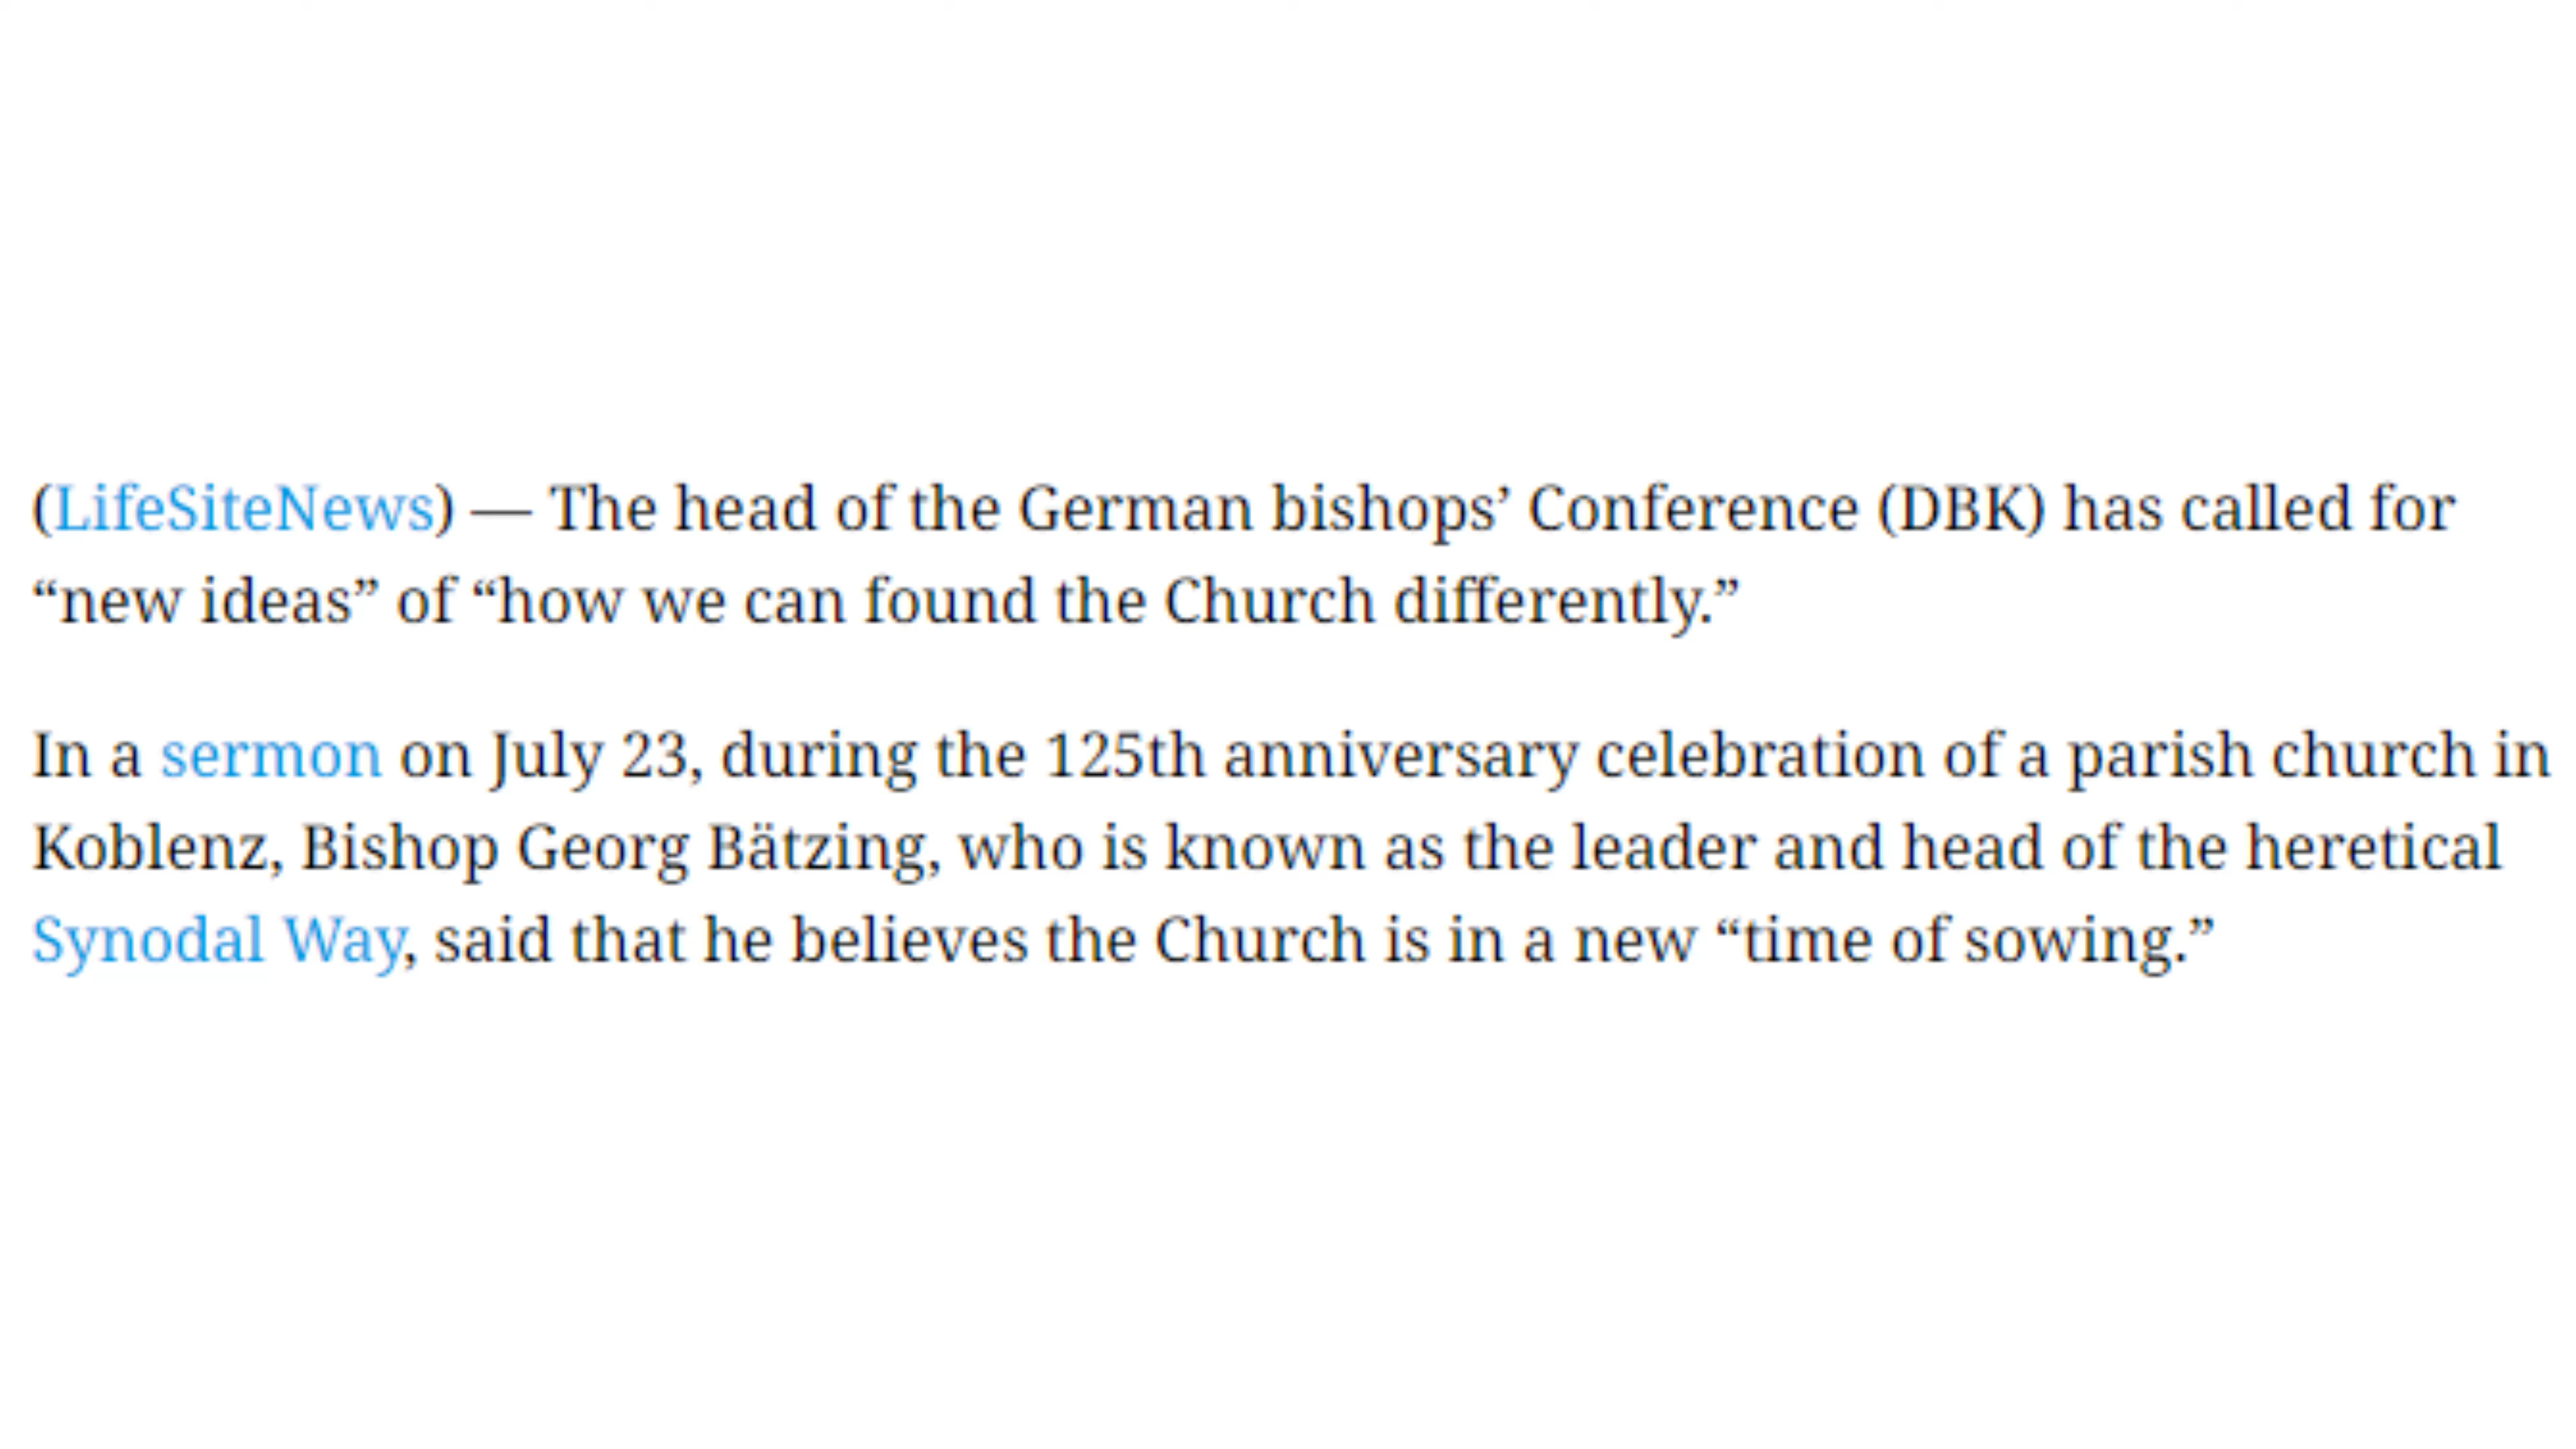 (LifeSiteNews) — The head of the German bishops’ Conference (DBK) has called for
“new ideas” of “how we can found the Church differently.”
In a sermon on July 23, during the 125th anniversary celebration of a parish church in
Koblenz, Bishop Georg Bätzing, who is known as the leader and head of the heretical
Synodal Way, said that he believes the Church is in a new “time of sowing.”